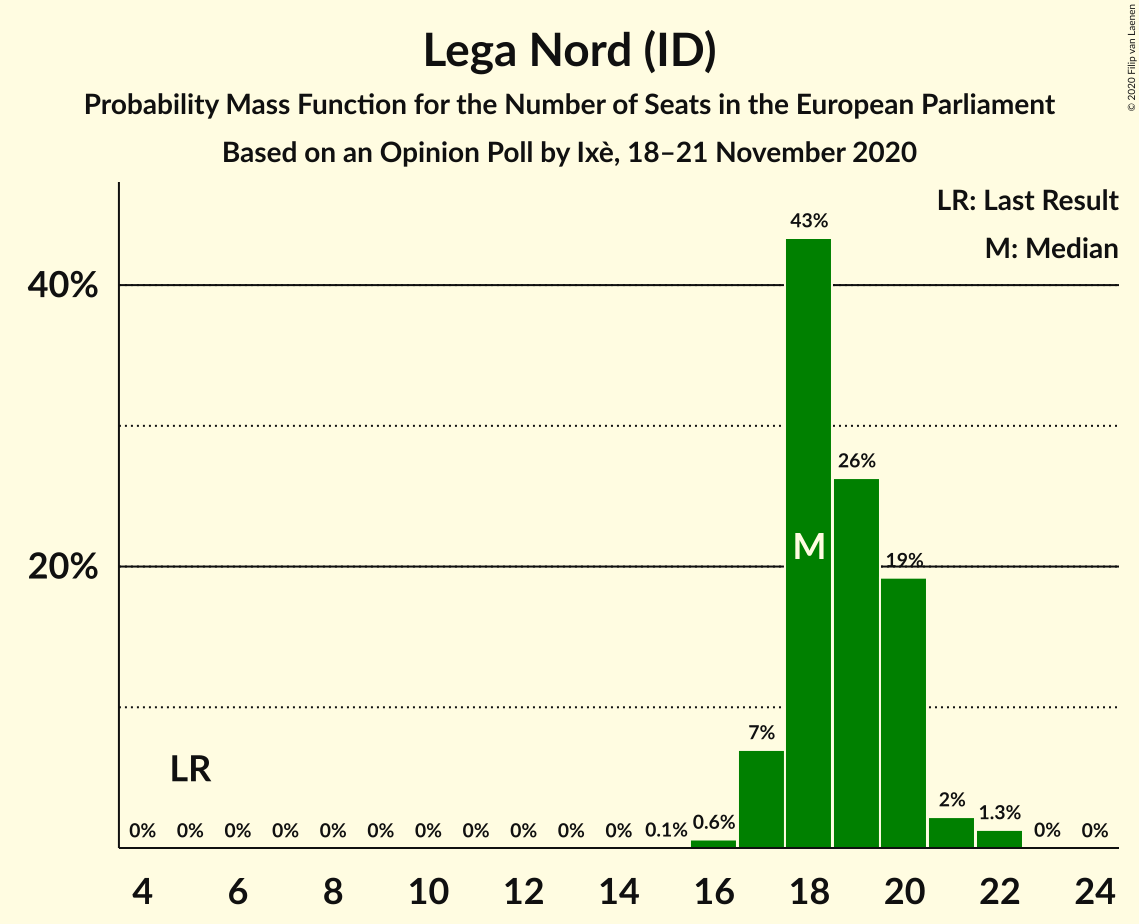 Lega Nord (ID)
Probability Mass Function for the Number of Seats in the European Parliament
Based on an Opinion Poll by Ixè, 18–21 November 2020
© 2020 Filip van Laenen
LR: Last Result
M: Median
43%
40%
26%
M
20%
19%
7%
LR
0% 0% 0% 0% 0% 0% 0% 0% 0% 0% 0% 0.1% 0.6% 2% 1.3% 0% 0%
4 6 8 10 12 14 16 18 20 22 24